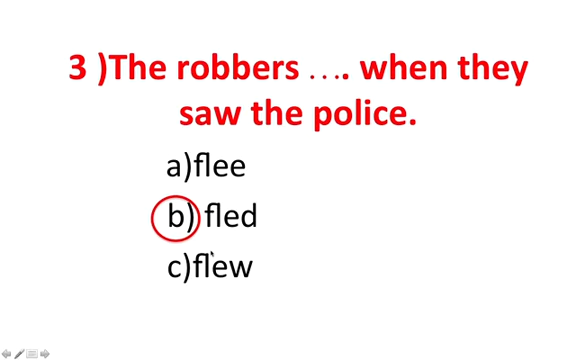 3 )The robbers .... when they
saw the police.
a)flee
b) fled
c)flew